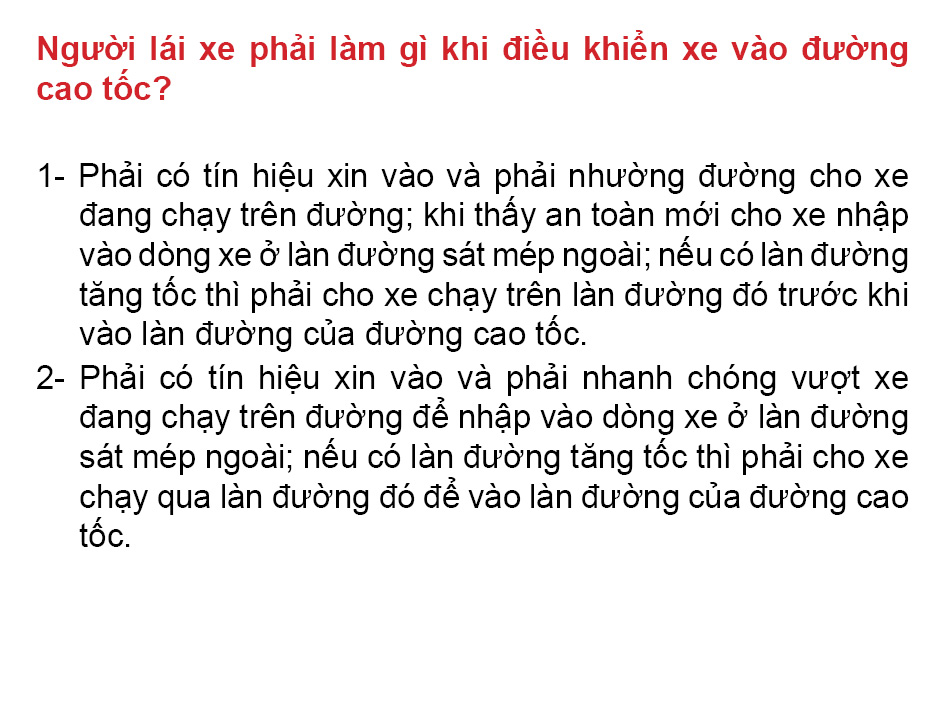 Người lái xe phải làm gì khi điều khiển xe vào đường
cao tốc?
1- Phải có tín hiệu xin vào và phải nhường đường cho xe
đang chạy trên đường; khi thấy an toàn mới cho xe nhập
vào dòng xe ở làn đường sát mép ngoài; nếu có làn đường
tăng tốc thì phải cho xe chạy trên làn đường đó trước khi
vào làn đường của đường cao tốc.
2- Phải có tín hiệu xin vào và phải nhanh chóng vượt xe
đang chạy trên đường để nhập vào dòng xe ở làn đường
sát mép ngoài; nếu có làn đường tăng tốc thì phải cho xe
chạy qua làn đường đó để vào làn đường của đường cao
tốc.